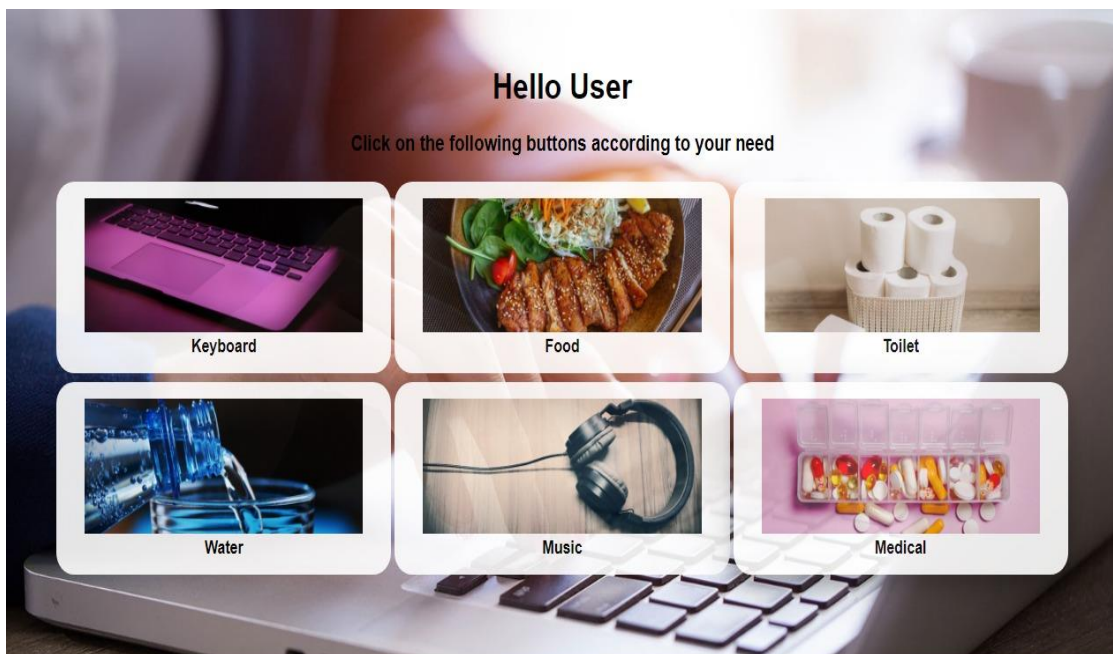 Hello User
Click on the following buttons according to your need
Keyboard
Food
Toilet
Water
Music
Medical